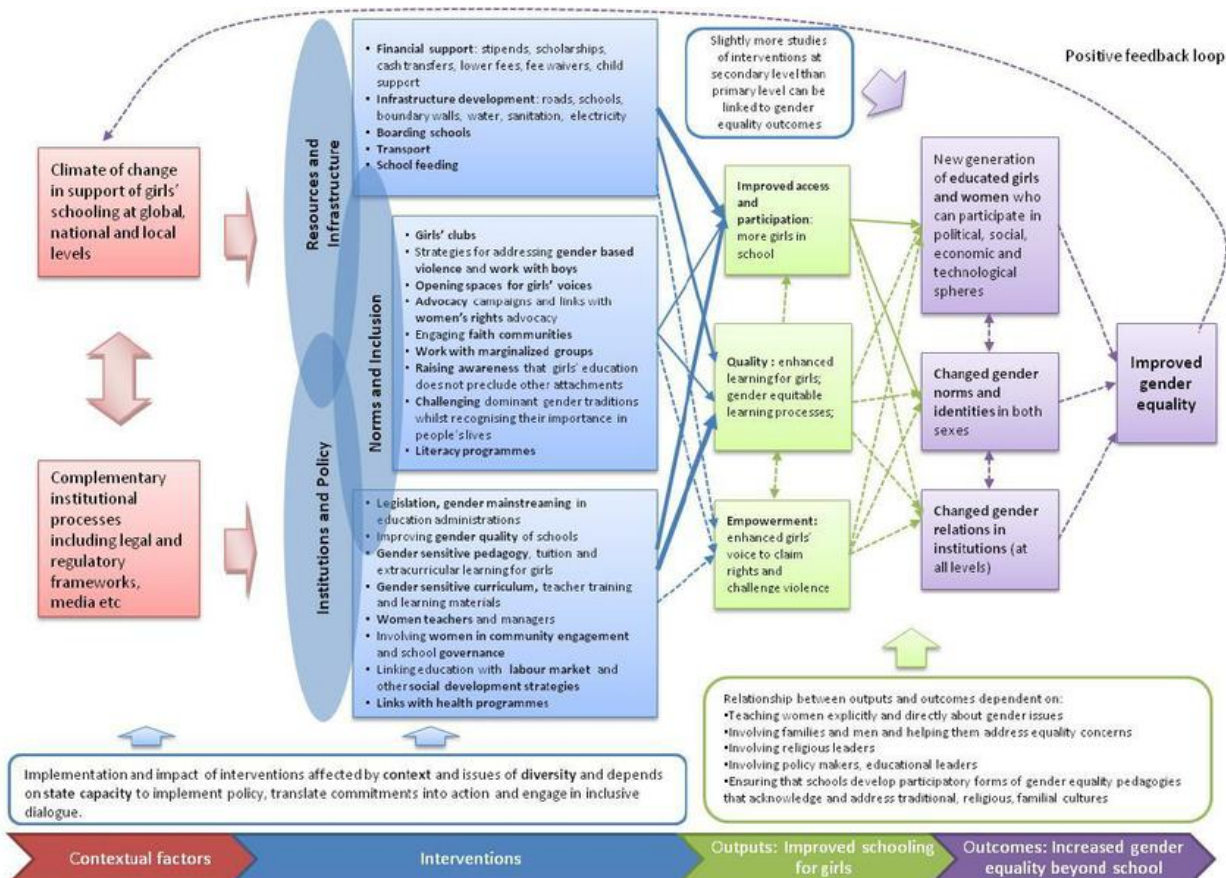 Positive feedback loop
Climate of change
in support of girls'
schooling at global,
national and local
levels
Complementary
institutional
processes
including legal and
regulatory
frameworks,
media etc
Resources and
Infrastructure
Norms and Inclusion
Institutions and Policy
• Financial support: stipends, scholarships,
cash transfers, lower fees, fee waivers, child
support
• Infrastructure development: roads, schools,
boundary walls, water, sanitation, electricity
• Boarding schools
• Transport
• School feeding
• Girls' clubs
• Strategies for addressing gender based
violence and work with boys
• Opening spaces for girls' voices
• Advocacy campaigns and links with
women's rights advocacy
• Engaging faith communities
• Work with marginalized groups
• Raising awareness that girls' education
does not preclude other attachments
• Challenging dominant gender traditions
whilst recognising their importance in
people's lives
• Literacy programmes
• Legislation, gender mainstreaming in
education administrations
• Improving gender quality of schools
• Gender sensitive pedagogy, tuition and
extracurricular learning for girls
• Gender sensitive curriculum, teacher training
and learning materials
• Women teachers and managers
• Involving women in community engagement
and school governance
• Linking education with labour market and
other social development strategies
• Links with health programmes
Slightly more studies
of interventions at
secondary level than
primary level can be
linked to gender
equality outcomes
Improved access
and
participation:
more girls in
school
Quality : enhanced
learning for girls;
gender equitable
learning processes;
Empowerment:
enhanced girls'
voice to claim
rights and
challenge violence
New generation
of educated girls
and women who
can participate in
political, social,
economic and
technological
spheres
Changed gender
norms and
identities in both
sexes
Changed gender
relations in
institutions (at
all levels)
Improved
gender
equality
Implementation and impact of interventions affected by context and issues of diversity and depends
on state capacity to implement policy, translate commitments into action and engage in inclusive
dialogue.
Relationship between outputs and outcomes dependent on:
•Teaching women explicitly and directly about gender issues
•Involving families and men and helping them address equality concerns
•Involving religious leaders
•Involving policy makers, educational leaders
•Ensuring that schools develop participatory forms of gender equality pedagogies
that acknowledge and address traditional, religious, familial cultures
Contextual factors
Interventions
Outputs: Improved schooling
for girls
Outcomes: Increased gender
equality beyond school